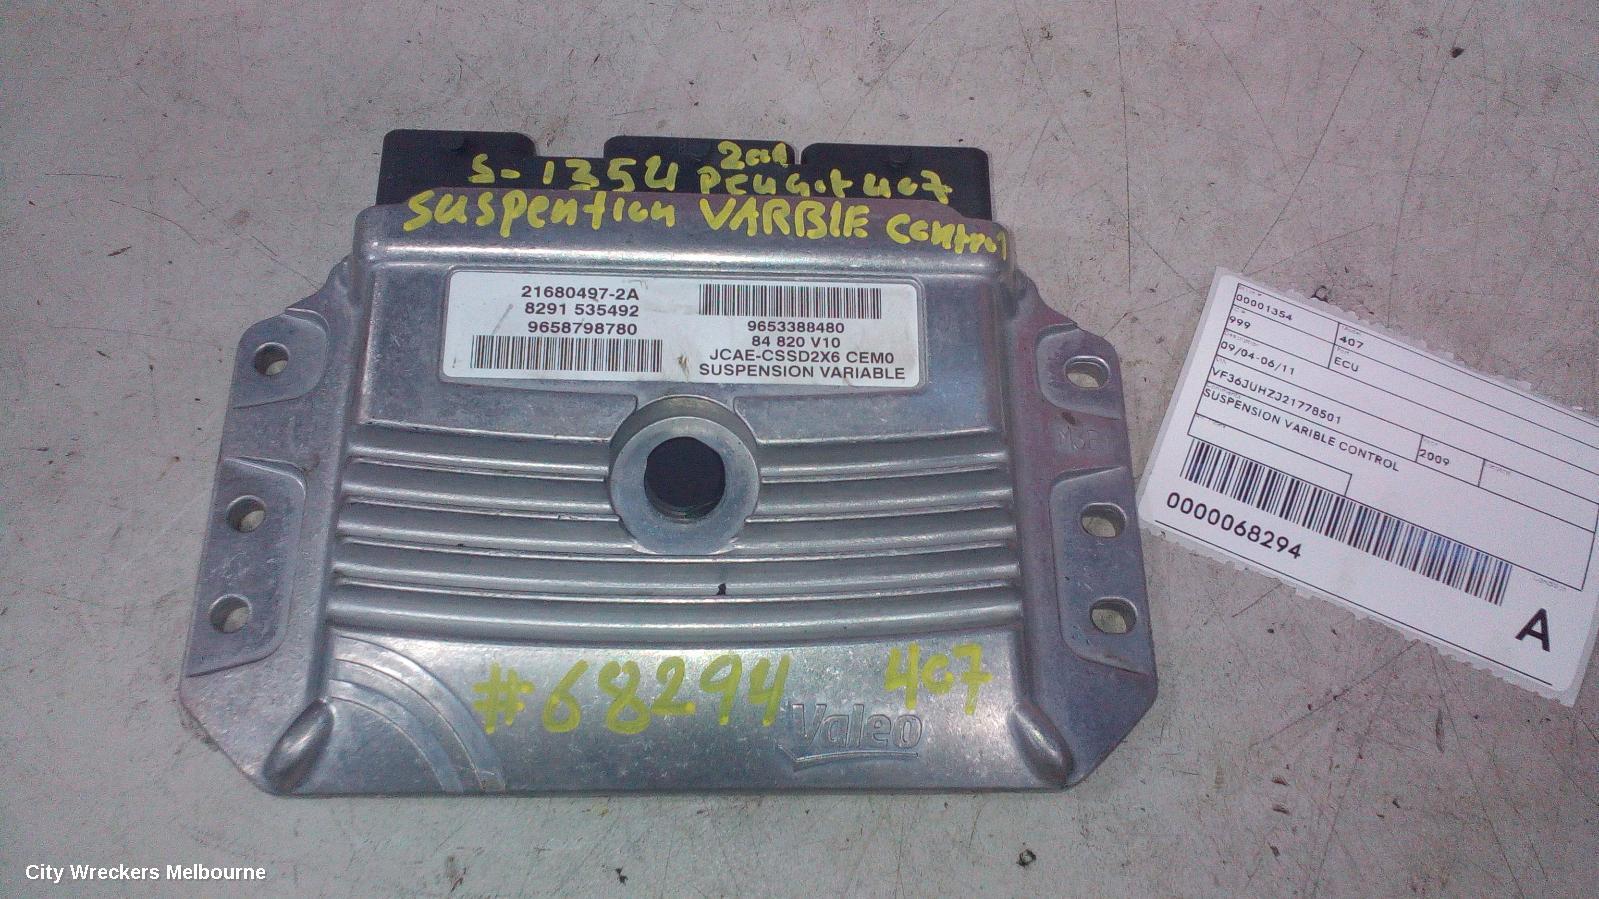 S-1354 Peugot 407
SUSPENTION VARBIE CONTROl
21680497-2A
8291 535492
9658798780
9653388480
84 820 V10
JCAE-CSSD2X6 CEM0
SUSPENSION VARIABLE
#68294 407
Valeo
00001354
407
999
ECU
09/04-06/11
VF36JUHZJ21778501
2009
SUSPENSION VARIBLE CONTROL
0000068294
A
City Wreckers Melbourne